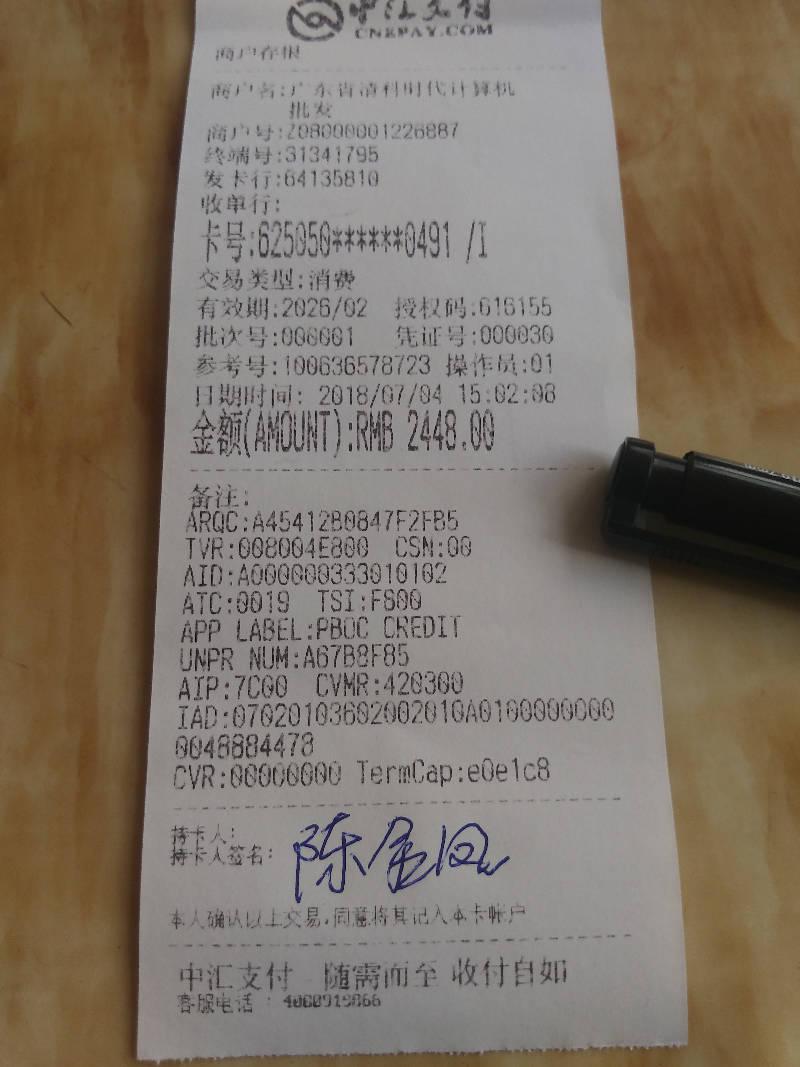 中汇支付
CNEPAY.COM
商户存根
商户名:广东省清科时代计算机
批发
商户号:Z08000001226887
终端号:31341795
发卡行:64135810
收单行:
卡号:625050******0491 /I
交易类型:消费
有效期:2026/02 授权码:616155
批次号:000001 凭证号:000030
参考号:100636578723 操作员:01
日期时间: 2018/07/04 15:02:08
金额(AMOUNT):RMB 2448.00
备注:
ARQC:A45412B0847F2FB5
TVR:008004E800 CSN:00
AID:A000000333010102
ATC:0019 TSI:F800
APP LABEL:PBOC CREDIT
UNPR NUM:A67B8F85
AIP:7C00 CVMR:420300
IAD:07020103602002010A0100000000
0048884478
CVR:00000000 TermCap:e0e1c8
持卡人:
持卡人签名: 陈金凤
本人确认以上交易,同意将其记入本卡帐户
中汇支付 随需而至 收付自如
客服电话 : 4000919866